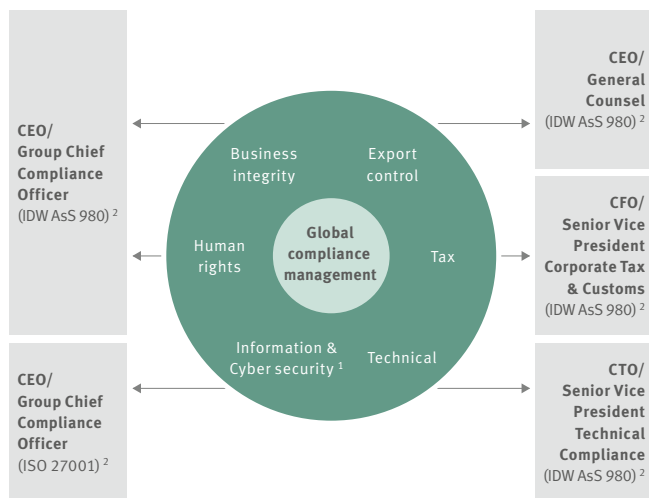 CEO/
Group Chief
Compliance
Officer
(IDW AsS 980) ²
CEO/
Group Chief
Compliance
Officer
(ISO 27001) ²
Business
integrity
Export
control
Human
rights
Global
compliance
management
Tax
Information &
Cyber security ¹
Technical
CEO/
General
Counsel
(IDW AsS 980) ²
CFO/
Senior Vice
President
Corporate Tax
& Customs
(IDW AsS 980) ²
CTO/
Senior Vice
President
Technical
Compliance
(IDW AsS 980) ²